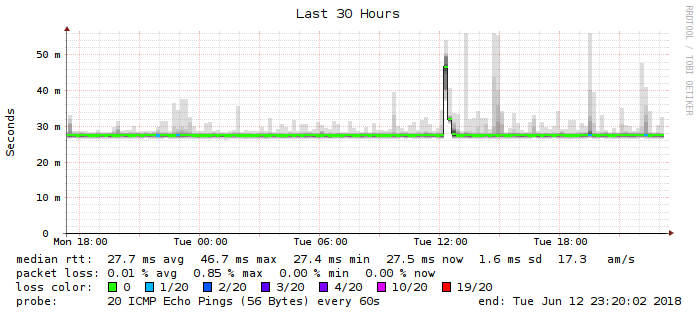 Last 30 Hours
RRDTOOL / TOBI OETIKER
Seconds
50 m
40 m
30 m
20 m
10 m
0
Mon 18:00 Tue 00:00 Tue 06:00 Tue 12:00 Tue 18:00
median rtt: 27.7 ms avg 46.7 ms max 27.4 ms min 27.5 ms now 1.6 ms sd 17.3 am/s
packet loss: 0.01 % avg 0.85 % max 0.00 % min 0.00 % now
loss color: 0 1/20 2/20 3/20 4/20 10/20 19/20
probe: 20 ICMP Echo Pings (56 Bytes) every 60s end: Tue Jun 12 23:20:02 2018